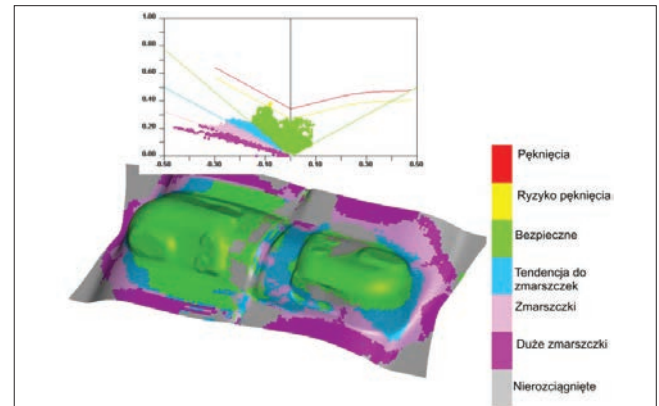 1.00
0.80
0.60
0.40
0.20
0.00
-0.50 -0.30 -0.10 0.10 0.30 0.50
Pęknięcia
Ryzyko pęknięcia
Bezpieczne
Tendencja do
zmarszczek
Zmarszczki
Duże zmarszczki
Nierozciągnięte